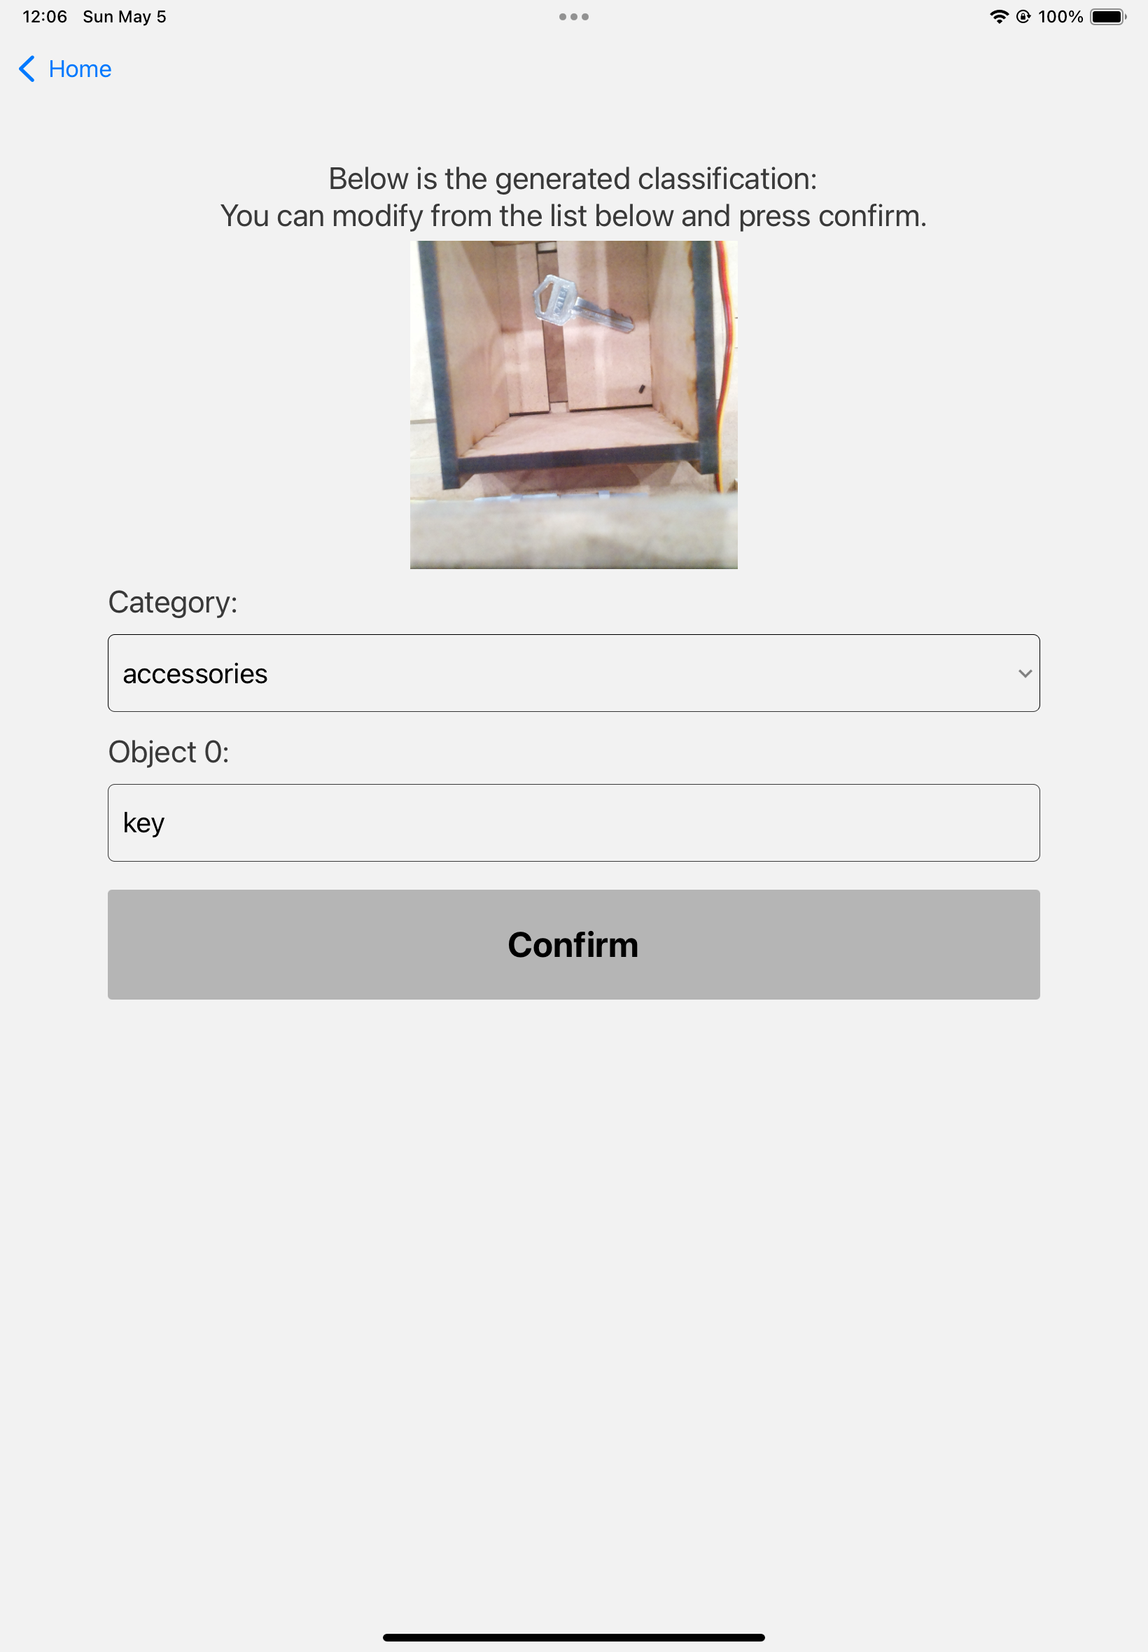 12:06 Sun May 5
100%
Home
Below is the generated classification:
You can modify from the list below and press confirm.
Category:
accessories
Object 0:
key
Confirm